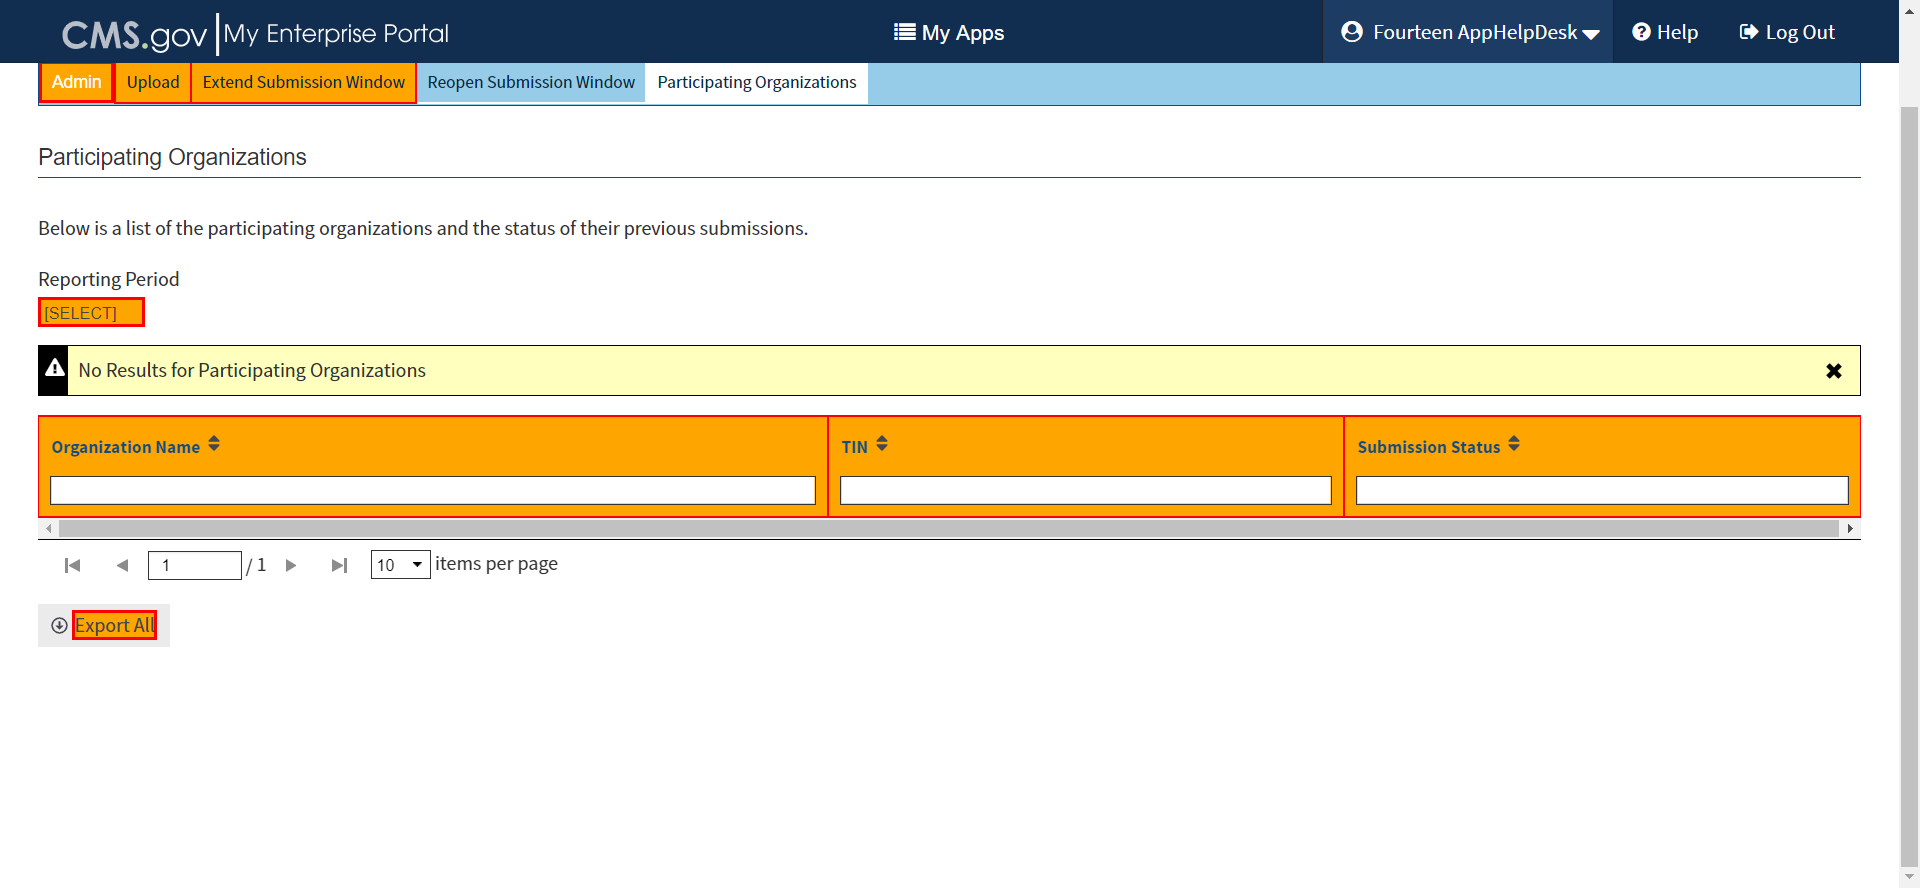 CMS.gov My Enterprise Portal My Apps Fourteen AppHelpDesk Help Log Out
Admin Upload Extend Submission Window Reopen Submission Window Participating Organizations
Participating Organizations
Below is a list of the participating organizations and the status of their previous submissions.
Reporting Period
[SELECT]
No Results for Participating Organizations
Organization Name TIN Submission Status
1 / 1 10 items per page
Export All